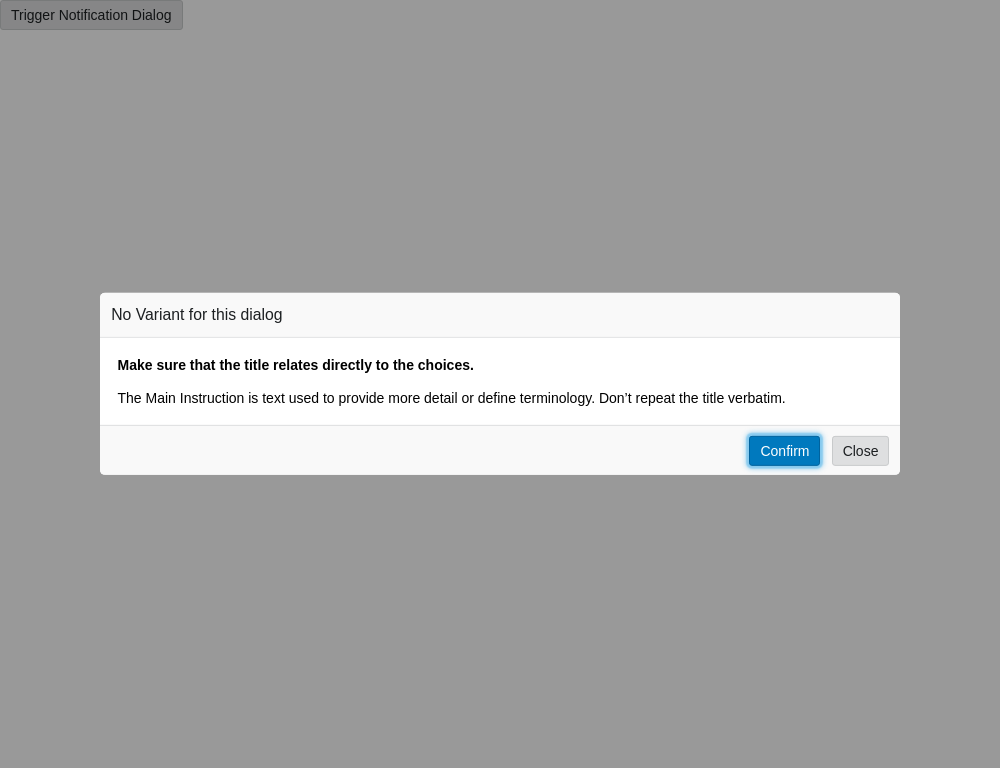 Trigger Notification Dialog
No Variant for this dialog
Make sure that the title relates directly to the choices.
The Main Instruction is text used to provide more detail or define terminology. Don’t repeat the title verbatim.
Confirm Close